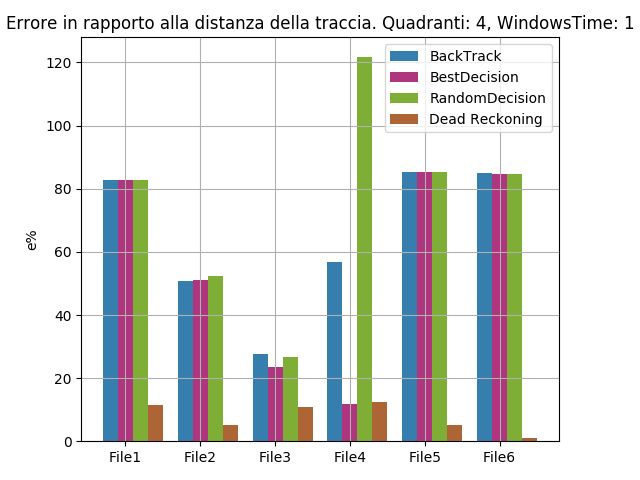 Errore in rapporto alla distanza della traccia. Quadranti: 4, WindowsTime: 1
BackTrack
BestDecision
RandomDecision
Dead Reckoning
e%
120
100
80
60
40
20
0
File1 File2 File3 File4 File5 File6